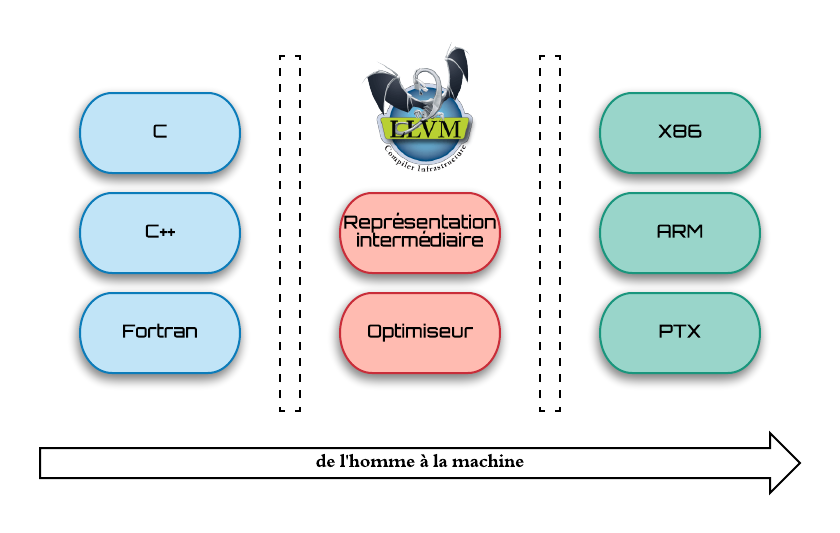 C
C++
Fortran
LLVM
Compiler Infrastructure
Représentation
intermédiaire
Optimiseur
X86
ARM
PTX
de l'homme à la machine